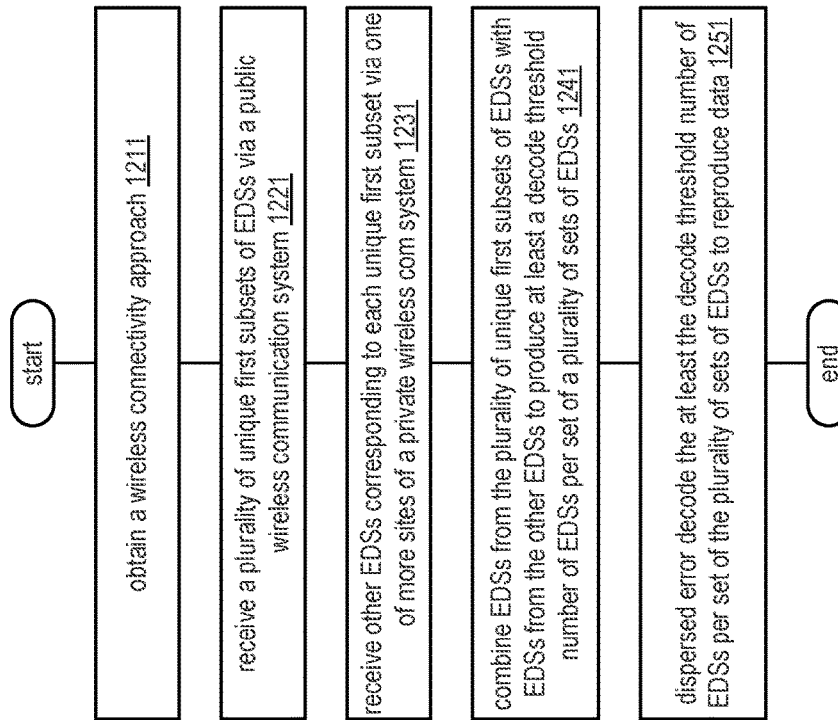 start
obtain a wireless connectivity approach 1211
receive a plurality of unique first subsets of EDSs via a public
wireless communication system 1221
receive other EDSs corresponding to each unique first subset via one
of more sites of a private wireless com system 1231
combine EDSs from the plurality of unique first subsets of EDSs with
EDSs from the other EDSs to produce at least a decode threshold
number of EDSs per set of a plurality of sets of EDSs 1241
dispersed error decode the at least the decode threshold number of
EDSs per set of the plurality of sets of EDSs to reproduce data 1251
end